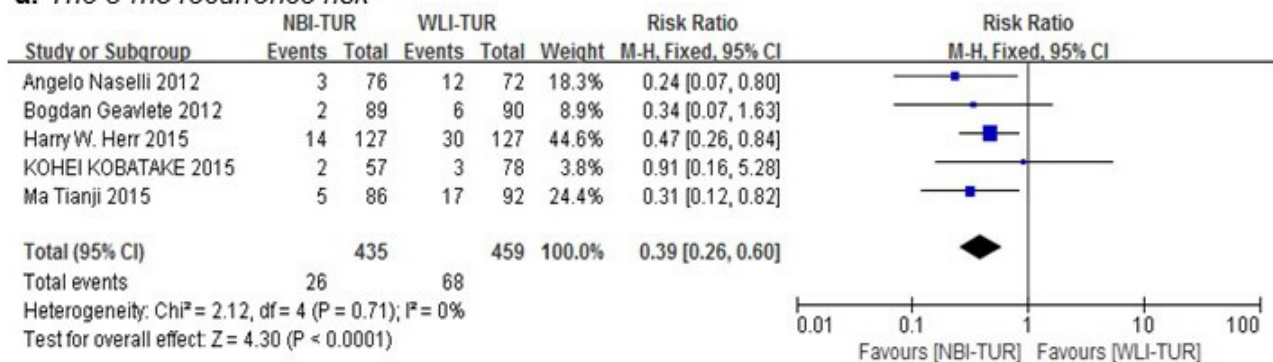 NBI-TUR WLI-TUR Risk Ratio Risk Ratio
Study or Subgroup Events Total Events Total Weight M-H, Fixed, 95% CI M-H, Fixed, 95% CI
Angelo Naselli 2012 3 76 12 72 18.3% 0.24 [0.07, 0.80]
Bogdan Geavlete 2012 2 89 6 90 8.9% 0.34 [0.07, 1.63]
Harry W. Herr 2015 14 127 30 127 44.6% 0.47 [0.26, 0.84]
KOHEI KOBATAKE 2015 2 57 3 78 3.8% 0.91 [0.16, 5.28]
Ma Tianji 2015 5 86 17 92 24.4% 0.31 [0.12, 0.82]
Total (95% CI) 435 459 100.0% 0.39 [0.26, 0.60]
Total events 26 68
Heterogeneity: Chi² = 2.12, df = 4 (P = 0.71); I² = 0%
Test for overall effect: Z = 4.30 (P < 0.0001)
0.01 0.1 1 10 100
Favours [NBI-TUR] Favours [WLI-TUR]